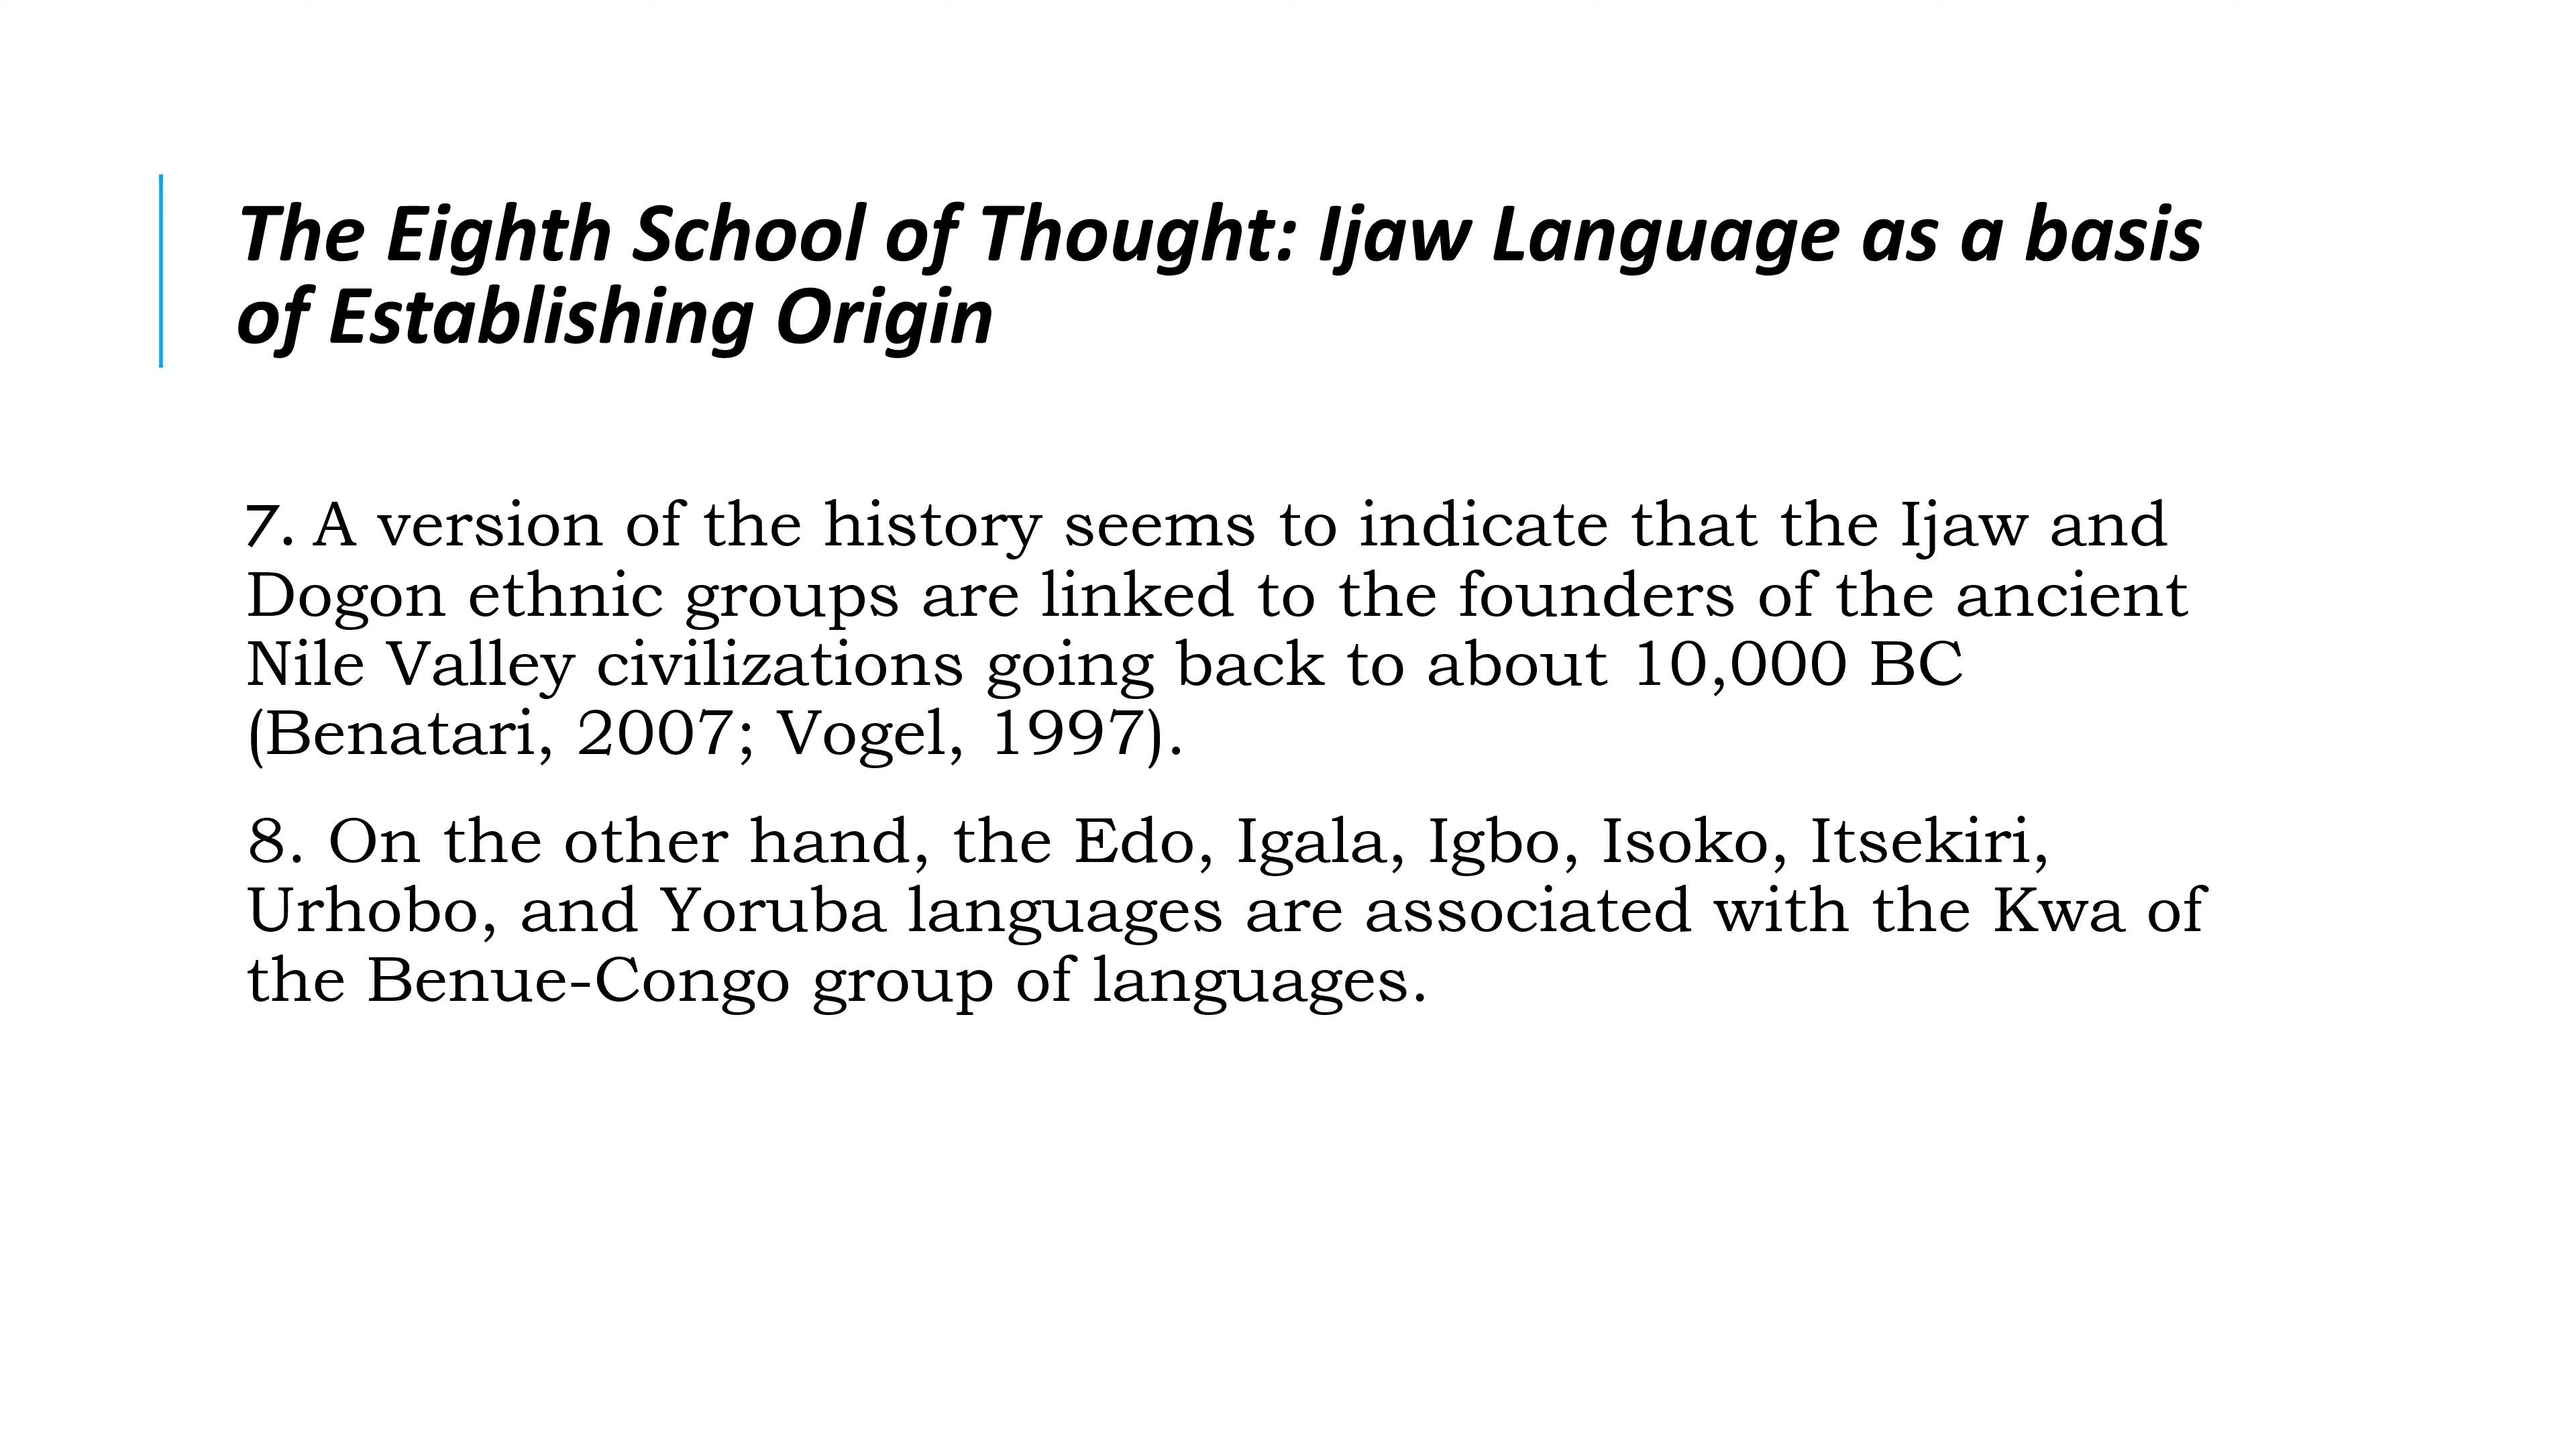 The Eighth School of Thought: Ijaw Language as a basis
of Establishing Origin
7. A version of the history seems to indicate that the Ijaw and
Dogon ethnic groups are linked to the founders of the ancient
Nile Valley civilizations going back to about 10,000 BC
(Benatari, 2007; Vogel, 1997).
8. On the other hand, the Edo, Igala, Igbo, Isoko, Itsekiri,
Urhobo, and Yoruba languages are associated with the Kwa of
the Benue-Congo group of languages.